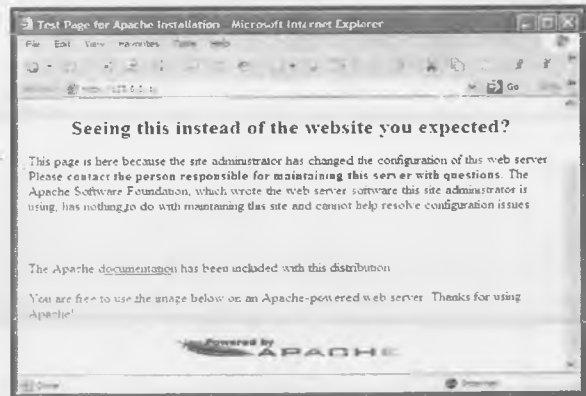 Test Page for Apache Installation - Microsoft Internet Explorer
File Edit View Favorites Tools Help
Go
Seeing this instead of the website you expected?
This page is here because the site administrator has changed the configuration of this web server
Please contact the person responsible for maintaining this server with questions. The
Apache Software Foundation, which wrote the web server software this site administrator is
using, has nothing to do with maintaining this site and cannot help resolve configuration issues
The Apache documentation has been included with this distribution
You are free to use the image below on an Apache-powered web server Thanks for using
Apache!
Powered by
APACHE
Done Internet